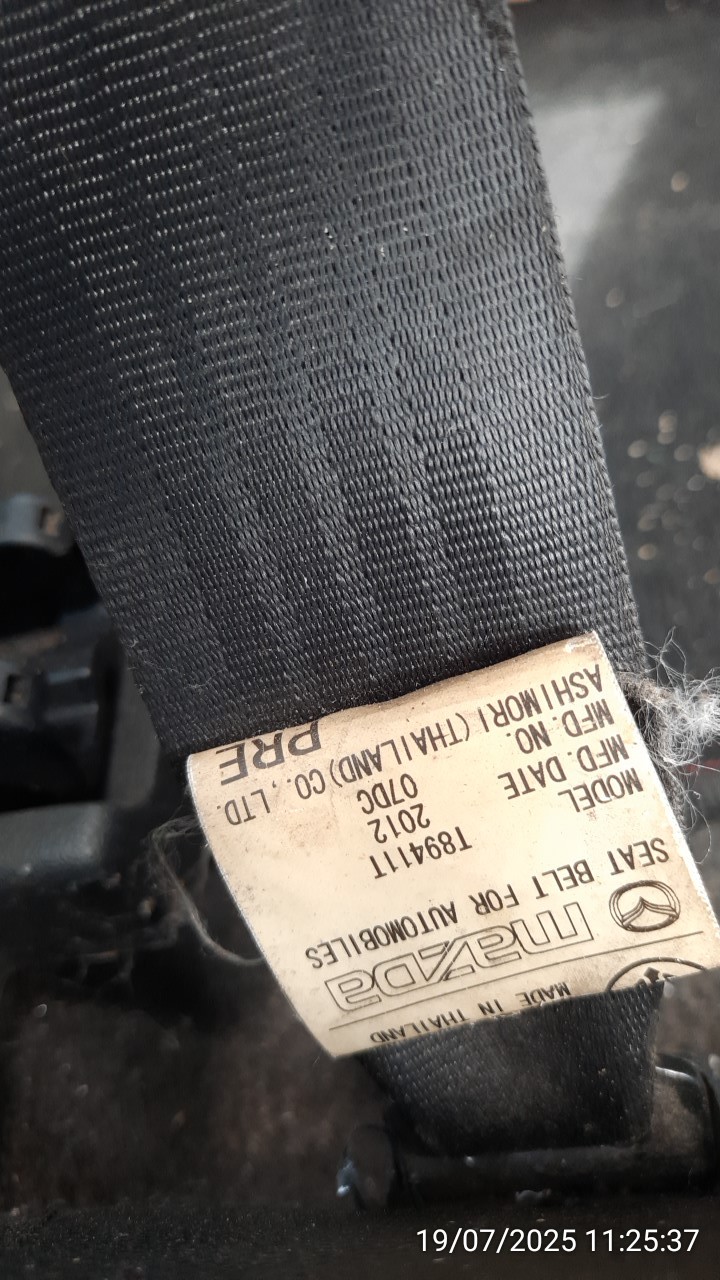 MADE IN THAILAND
mazda
SEAT BELT FOR AUTOMOBILES
MODEL T89411T
MFD. DATE 2012
MFD. NO. 07DC
ASHIMORI (THAILAND) CO., LTD.
PRE
19/07/2025 11:25:37